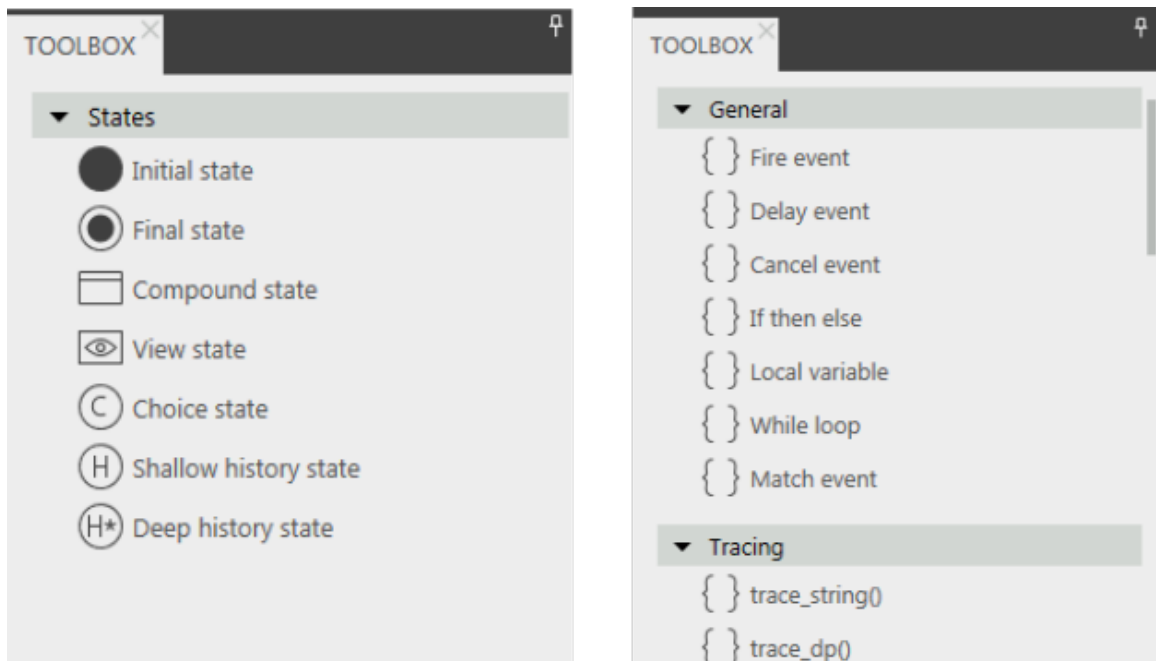 TOOLBOX
States
Initial state
Final state
Compound state
View state
C Choice state
H Shallow history state
H* Deep history state
TOOLBOX
General
{ } Fire event
{ } Delay event
{ } Cancel event
{ } If then else
{ } Local variable
{ } While loop
{ } Match event
Tracing
{ } trace_string()
{ } trace_dp()